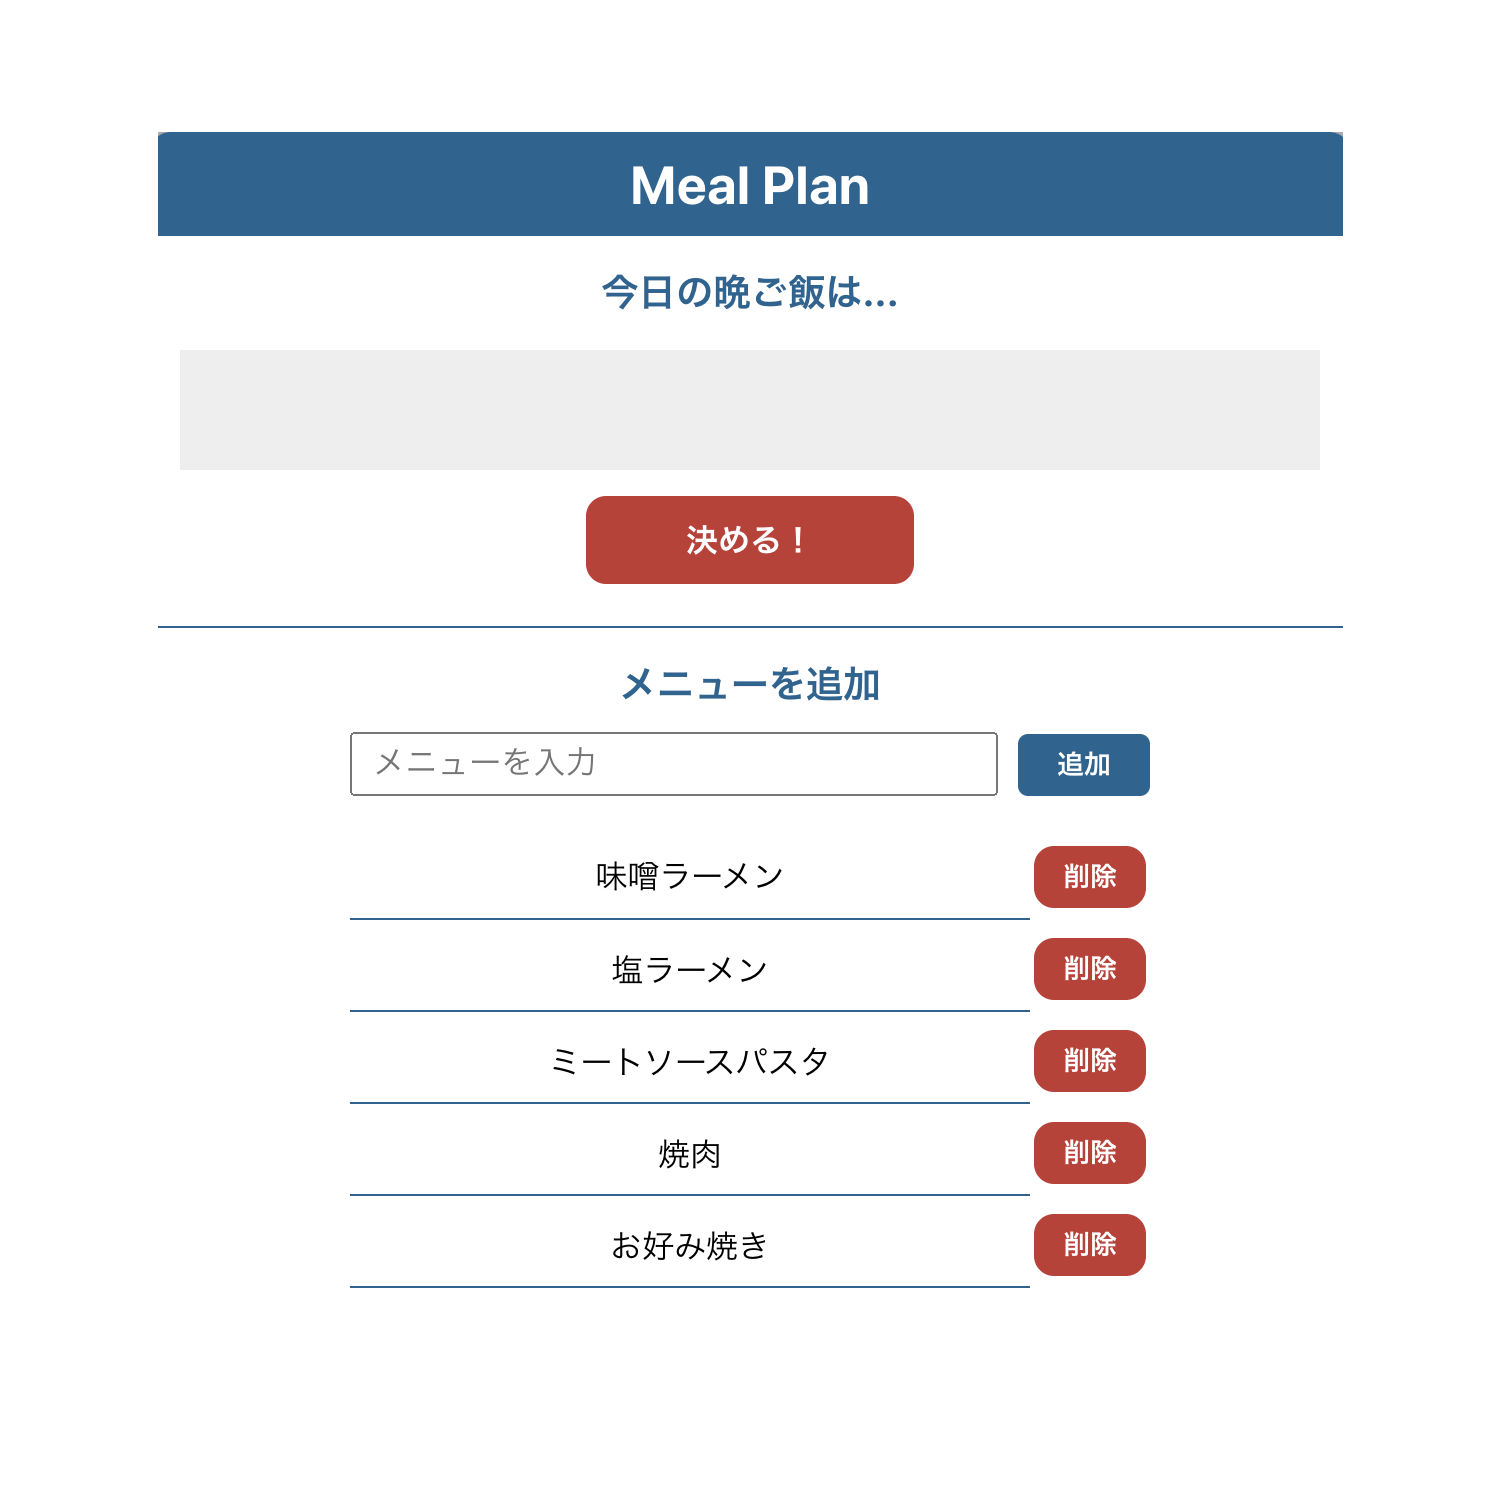 Meal Plan
今日の晩ご飯は...
決める！
メニューを追加
メニューを入力 追加
味噌ラーメン 削除
塩ラーメン 削除
ミートソースパスタ 削除
焼肉 削除
お好み焼き 削除